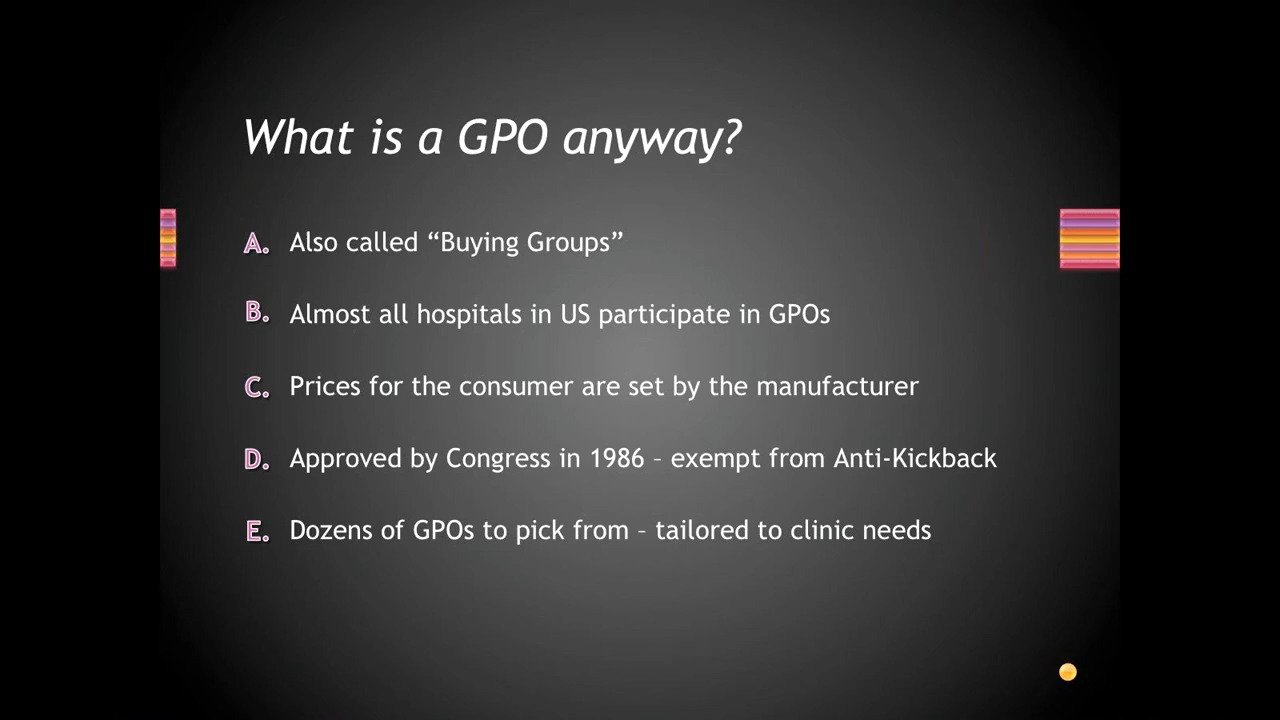 What is a GPO anyway?
A. Also called “Buying Groups”
B. Almost all hospitals in US participate in GPOs
C. Prices for the consumer are set by the manufacturer
D. Approved by Congress in 1986 – exempt from Anti-Kickback
E. Dozens of GPOs to pick from – tailored to clinic needs